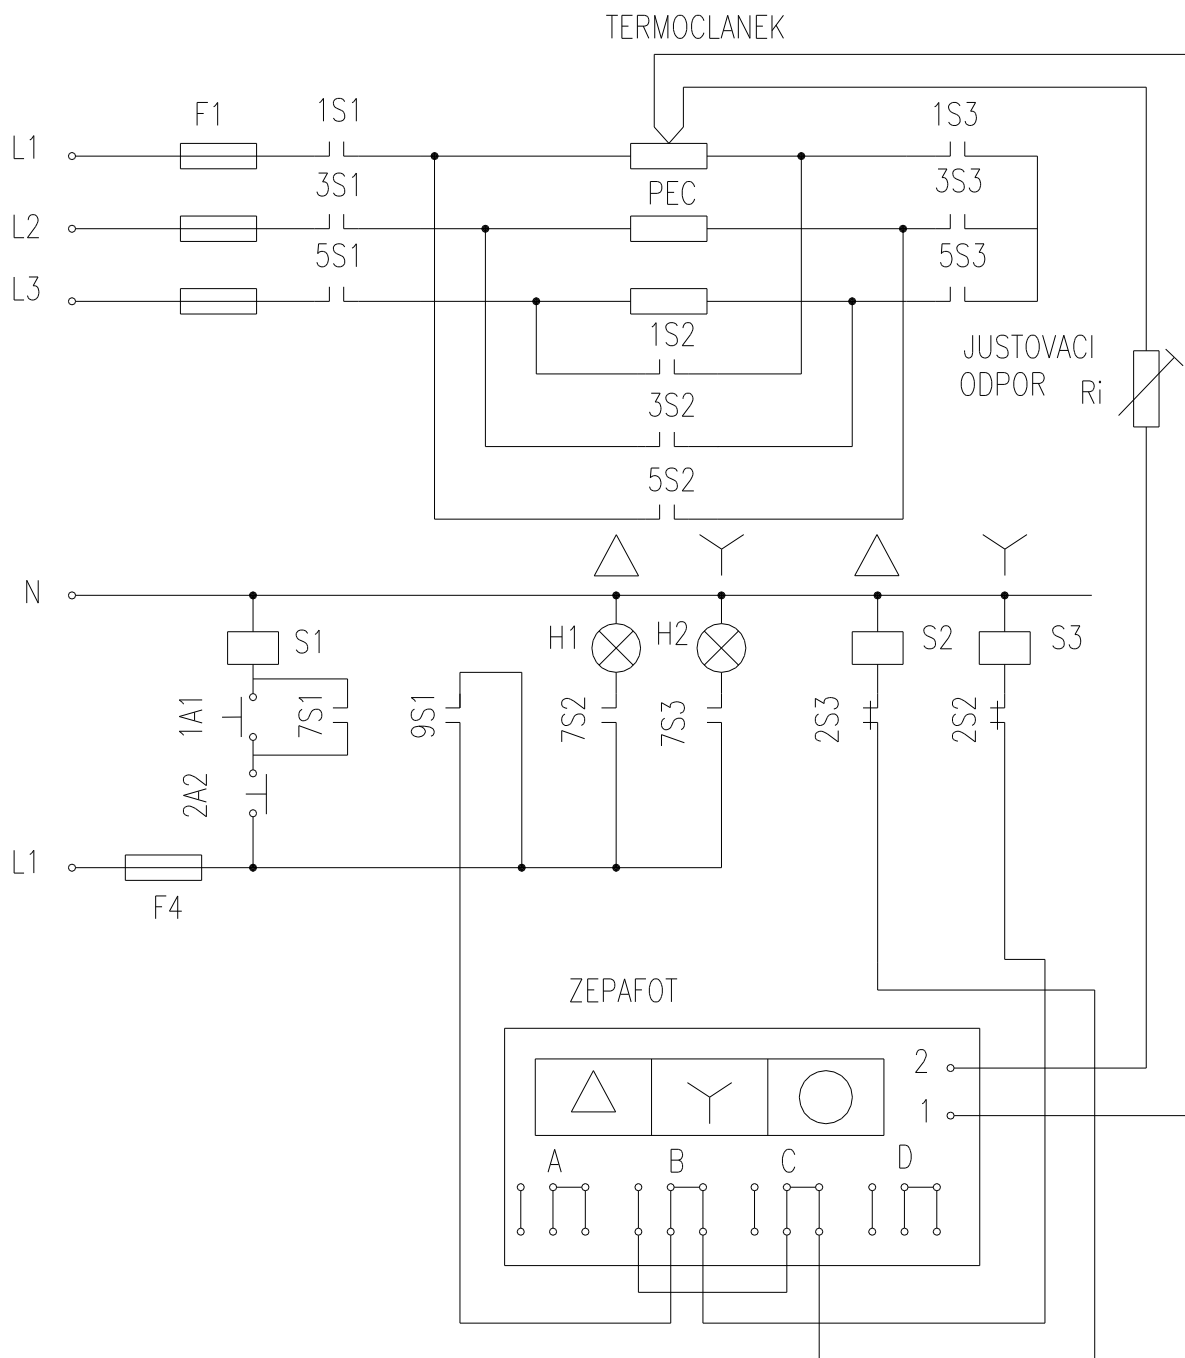 TERMOCLANEK
F1 1S1 1S3
L1
3S1 PEC 3S3
L2
5S1 5S3
L3
1S2
JUSTOVACI
ODPOR Ri
3S2
5S2
N
S1 H1 H2 S2 S3
1A1 7S1 9S1 7S2 7S3 2S3 2S2
2A2
L1
F4
ZEPAFOT
2
1
A B C D